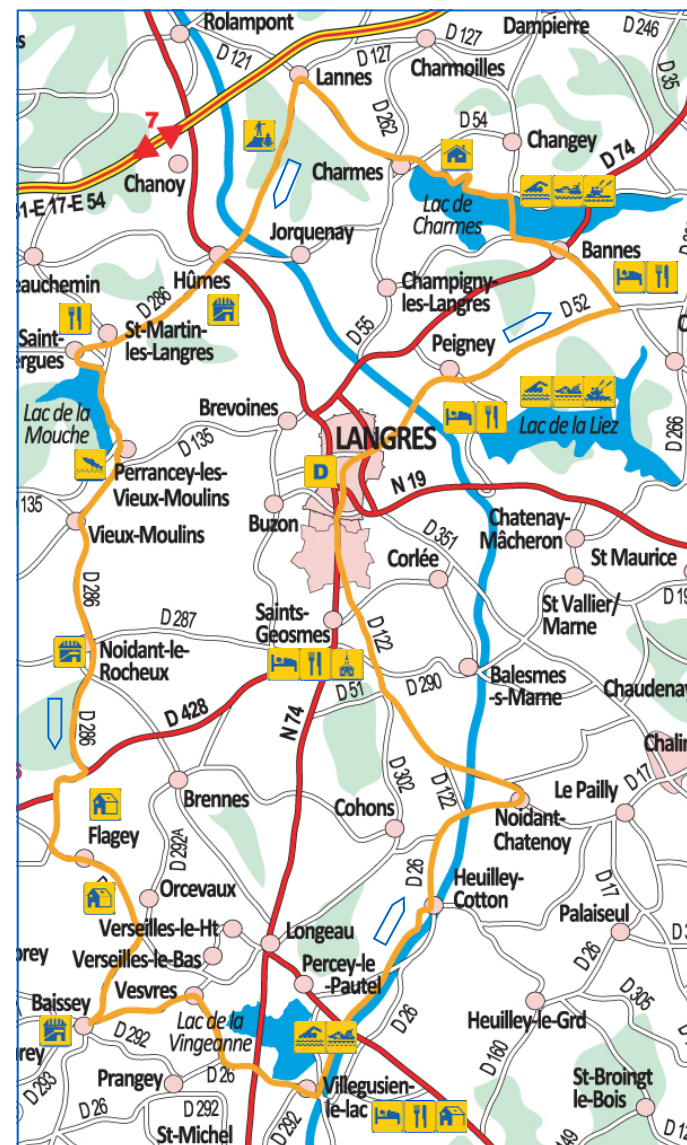 Rolampont
Dampierre
D 246
D 121
D 127
D 127
Lannes
Charmoilles
D 35
7
D 262
D 54
Changey
D 74
Chanoy
Charmes
Lac de
Charmes
31-E 17-E 54
Jorquenay
Bannes
eauchemin
Hûmes
Champigny-
les-Langres
D 286
D 52
Saint-
ergues
St-Martin-
les-Langres
D 55
Peigney
Lac de la
Mouche
Brevoines
LANGRES
Lac de la Liez
D 266
D 135
Perrancey-les-
Vieux-Moulins
D
N 19
135
Vieux-Moulins
Buzon
Chatenay-
Mâcheron
D 351
St Maurice
Corlée
D 286
St Vallier/
Marne
D 19
D 287
Saints-
Geosmes
D 122
Noidant-le-
Rocheux
D 51
D 290
Balesmes
-s-Marne
Chaudenay
D 428
N 74
D 286
Chalin
D 302
D 122
Le Pailly
D 17
Brennes
Cohons
Noidant-
Chatenoy
Flagey
D 292A
D 26
D 17
Orcevaux
Heuilley-
Cotton
Palaiseul
Verseilles-le-Ht
D 26
Longeau
Verseilles-le-Bas
Percey-le
-Pautel
Vesvres
D 305
Baissey
Lac de la
Vingeanne
D 26
Heuilley-le-Grd
D 292
D 160
D 293
Prangey
D 26
Villegusien-
le-lac
St-Broingt
le-Bois
D 26
D 292
D 292
St-Michel